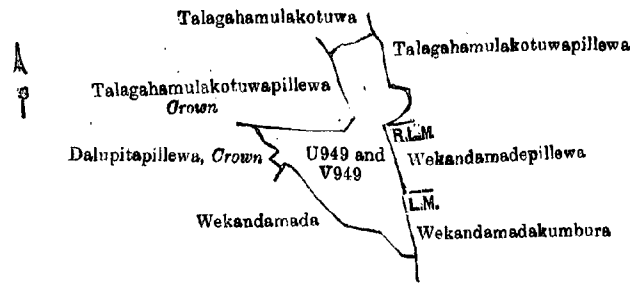 Talagahamulakotuwa
Talagahamulakotuwapillewa
Talagahamulakotuwapillewa
Crown
R.L.M.
Dalupitapillewa, Crown
U949 and
V949
Wekandamadepillewa
L.M.
Wekandamada
Wekandamadakumbura